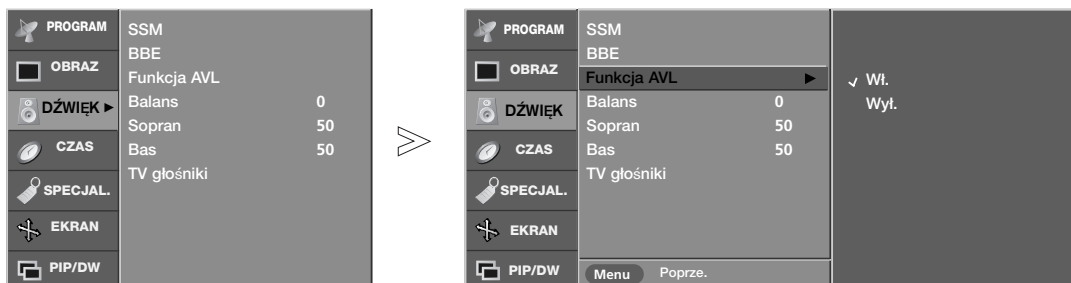 PROGRAM
OBRAZ
DŹWIĘK ►
CZAS
SPECJAL.
EKRAN
PIP/DW
SSM
BBE
Funkcja AVL
Balans 0
Sopran 50
Bas 50
TV głośniki
PROGRAM
OBRAZ
DŹWIĘK
CZAS
SPECJAL.
EKRAN
PIP/DW
SSM
BBE
Funkcja AVL ►
Balans 0
Sopran 50
Bas 50
TV głośniki
Menu Poprze.
✓ Wł.
Wył.